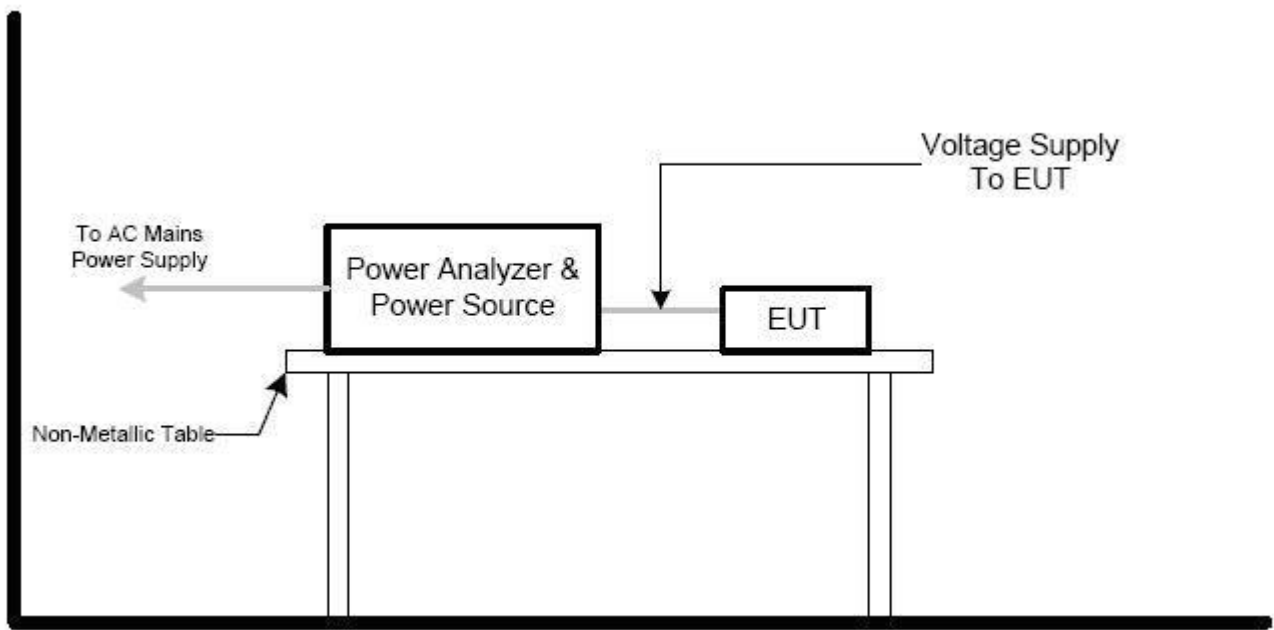 Voltage Supply
To EUT
To AC Mains
Power Supply
Power Analyzer &
Power Source
EUT
Non-Metallic Table